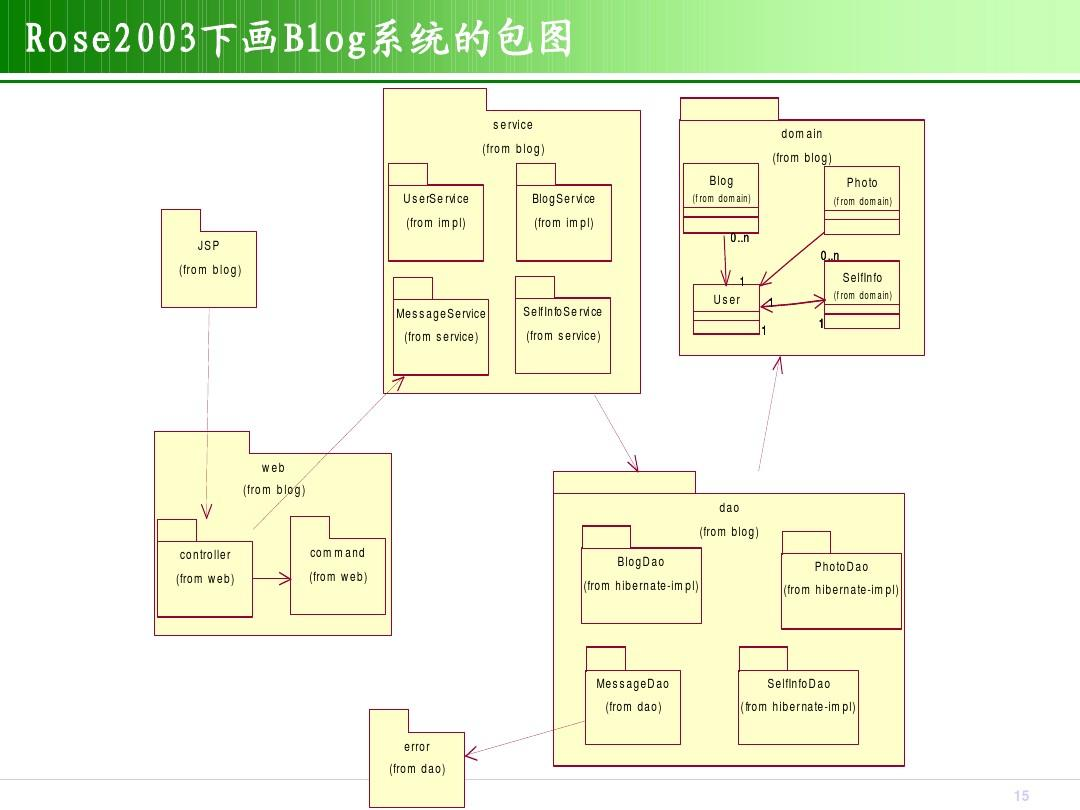 Rose2003下画Blog系统的包图
service
(from blog)
UserService
(from impl)
BlogService
(from impl)
MessageService
(from service)
SelfInfoService
(from service)
domain
(from blog)
Blog
(from domain)
Photo
(from domain)
0..n
0..n
1
User
SelfInfo
(from domain)
1
1
1
JSP
(from blog)
web
(from blog)
controller
(from web)
command
(from web)
dao
(from blog)
BlogDao
(from hibernate-impl)
PhotoDao
(from hibernate-impl)
MessageDao
(from dao)
SelfInfoDao
(from hibernate-impl)
error
(from dao)
15